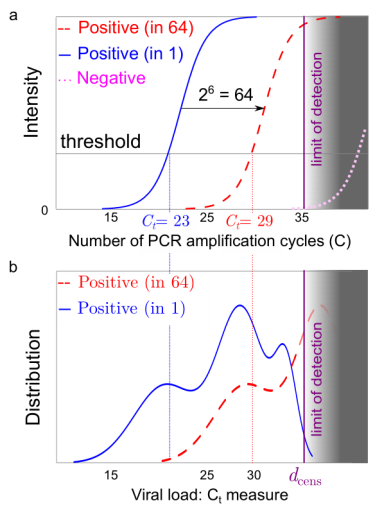 a
Positive (in 64)
Positive (in 1)
Negative
2^6 = 64
threshold
Intensity
limit of detection
0
15 25 35
C_t= 23 C_t= 29
Number of PCR amplification cycles (C)
b
Positive (in 64)
Positive (in 1)
Distribution
limit of detection
15 25 30 d_cens
Viral load: C_t measure